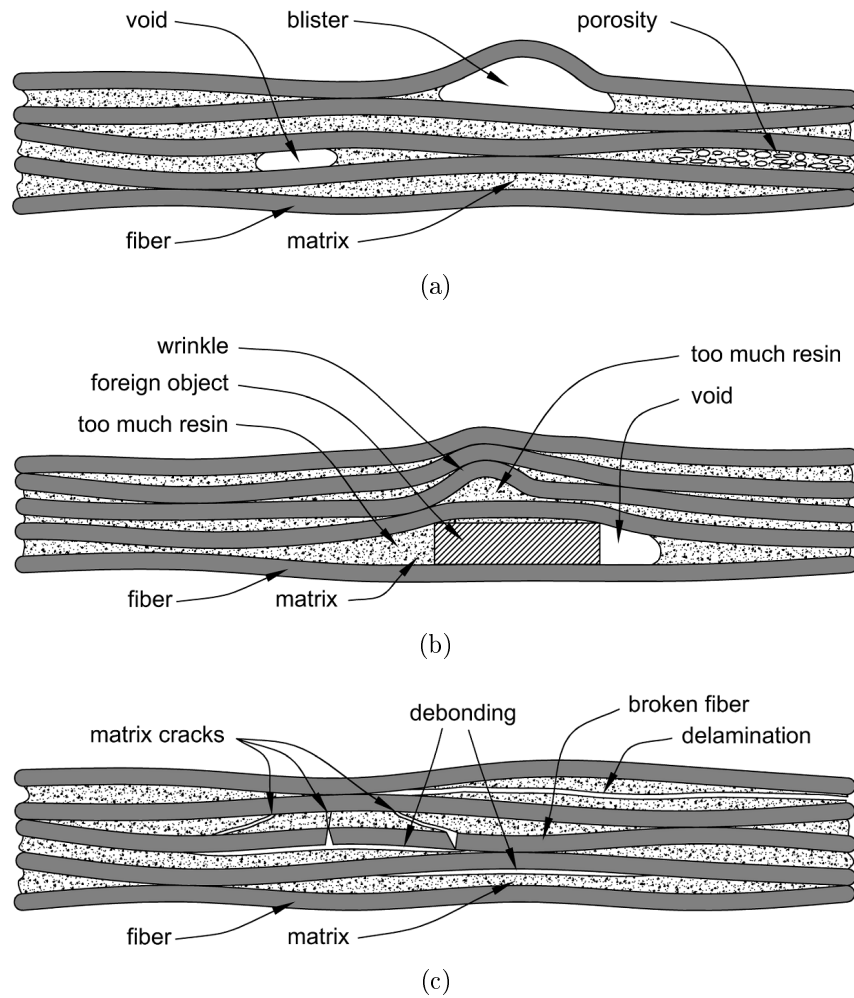 void
blister
porosity
fiber
matrix
(a)
wrinkle
foreign object
too much resin
too much resin
void
fiber
matrix
(b)
matrix cracks
debonding
broken fiber
delamination
fiber
matrix
(c)